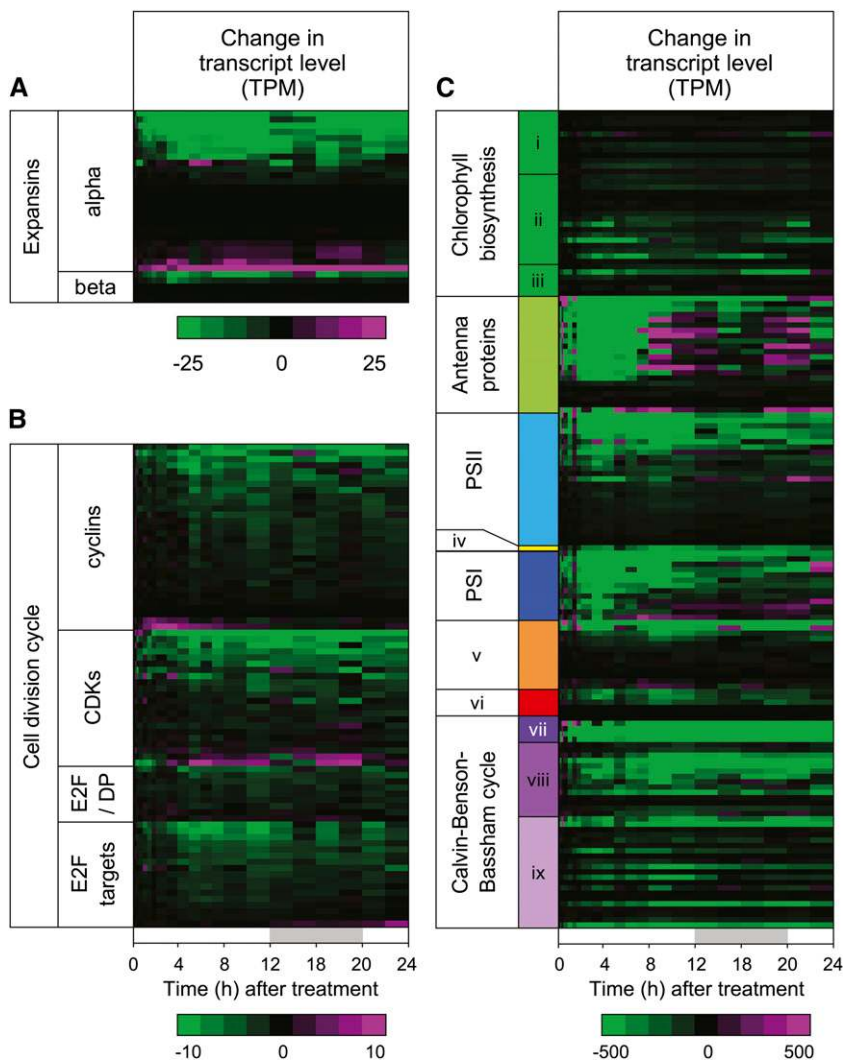 A
Change in
transcript level
(TPM)
Expansins
alpha
beta
-25 0 25
B
Cell division cycle
cyclins
CDKs
E2F
/ DP
E2F
targets
0 4 8 12 18 20 24
Time (h) after treatment
-10 0 10
C
Change in
transcript level
(TPM)
Chlorophyll
biosynthesis
i
ii
iii
Antenna
proteins
PSII
iv
PSI
v
vi
Calvin-Benson-
Bassham cycle
vii
viii
ix
0 4 8 12 18 20 24
Time (h) after treatment
-500 0 500